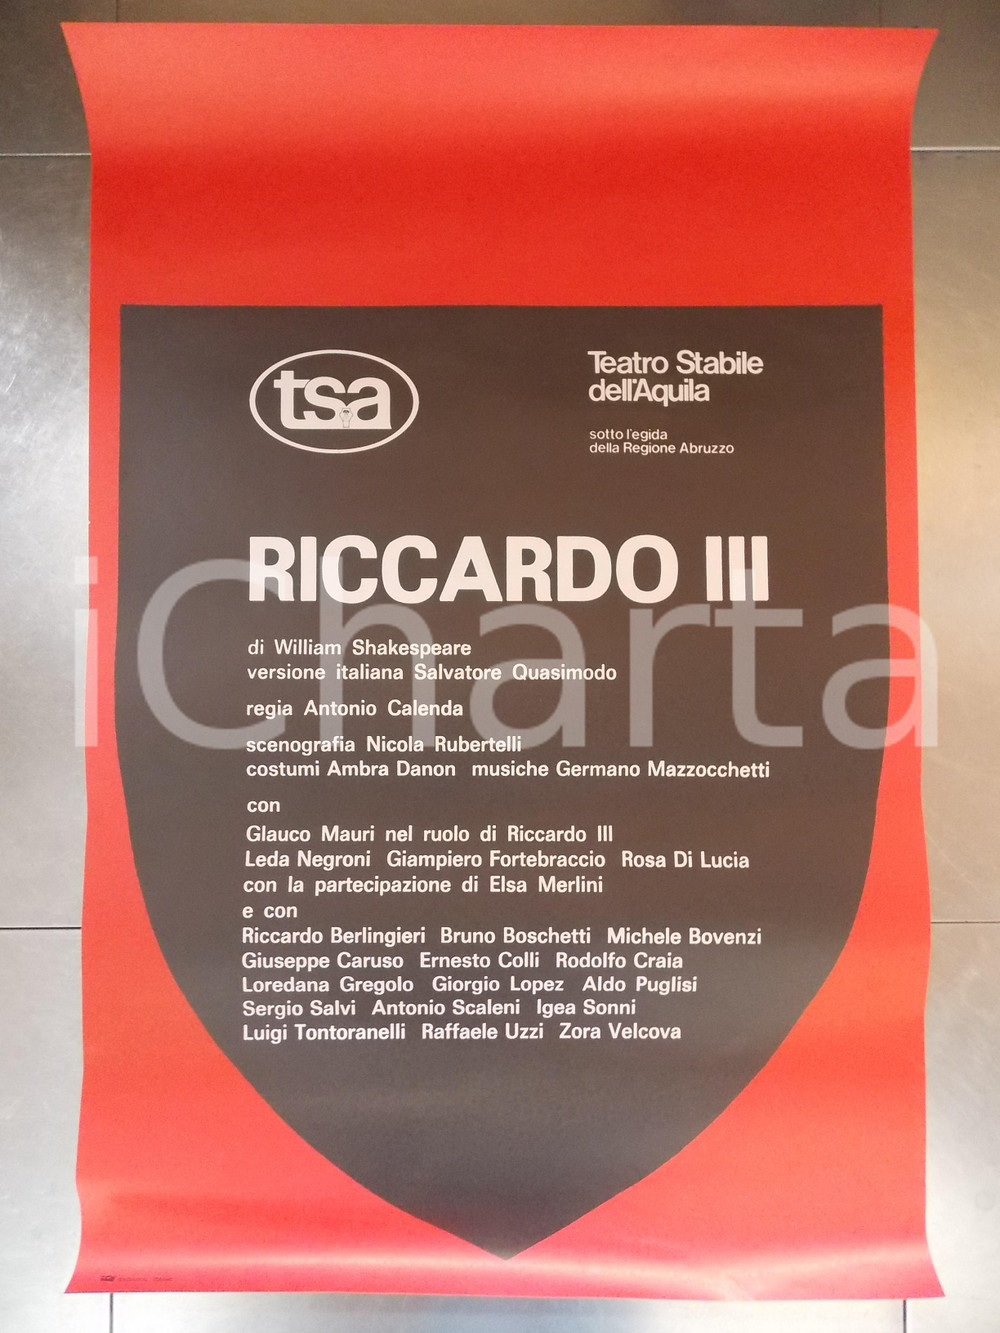 tsa
Teatro Stabile
dell'Aquila
sotto l'egida
della Regione Abruzzo
RICCARDO III
di William Shakespeare
versione italiana Salvatore Quasimodo
regia Antonio Calenda
scenografia Nicola Rubertelli
costumi Ambra Danon musiche Germano Mazzocchetti
con
Glauco Mauri nel ruolo di Riccardo III
Leda Negroni Giampiero Fortebraccio Rosa Di Lucia
con la partecipazione di Elsa Merlini
e con
Riccardo Berlingieri Bruno Boschetti Michele Bovenzi
Giuseppe Caruso Ernesto Colli Rodolfo Craia
Loredana Gregolo Giorgio Lopez Aldo Puglisi
Sergio Salvi Antonio Scaleni Igea Sonni
Luigi Tontoranelli Raffaele Uzzi Zora Velcova
iCharta